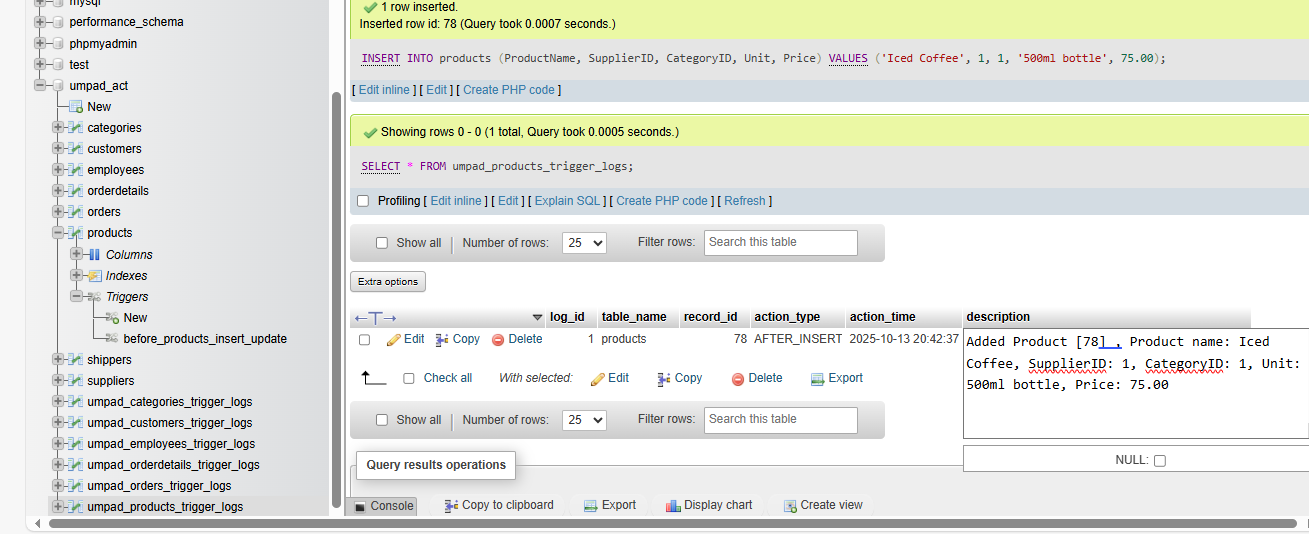 mysql
performance_schema
phpmyadmin
test
umpad_act
New
categories
customers
employees
orderdetails
orders
products
Columns
Indexes
Triggers
New
before_products_insert_update
shippers
suppliers
umpad_categories_trigger_logs
umpad_customers_trigger_logs
umpad_employees_trigger_logs
umpad_orderdetails_trigger_logs
umpad_orders_trigger_logs
umpad_products_trigger_logs
1 row inserted.
Inserted row id: 78 (Query took 0.0007 seconds.)
INSERT INTO products (ProductName, SupplierID, CategoryID, Unit, Price) VALUES ('Iced Coffee', 1, 1, '500ml bottle', 75.00);
[ Edit inline ] [ Edit ] [ Create PHP code ]
Showing rows 0 - 0 (1 total, Query took 0.0005 seconds.)
SELECT * FROM umpad_products_trigger_logs;
Profiling [ Edit inline ] [ Edit ] [ Explain SQL ] [ Create PHP code ] [ Refresh ]
Show all Number of rows: 25 Filter rows: Search this table
Extra options
log_id table_name record_id action_type action_time description
Edit Copy Delete 1 products 78 AFTER_INSERT 2025-10-13 20:42:37
Added Product [78] , Product name: Iced
Coffee, SupplierID: 1, CategoryID: 1, Unit:
500ml bottle, Price: 75.00
NULL:
Check all With selected: Edit Copy Delete Export
Show all Number of rows: 25 Filter rows: Search this table
Query results operations
Console Copy to clipboard Export Display chart Create view